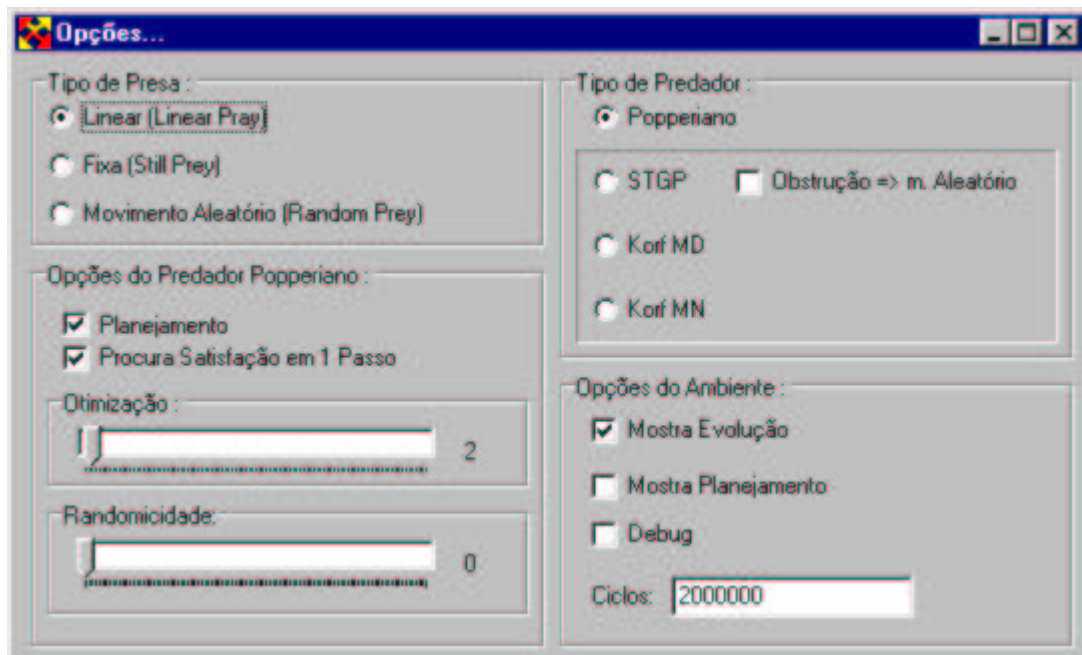 Opções...
Tipo de Presa :
Linear (Linear Pray)
Fixa (Still Prey)
Movimento Aleatório (Random Prey)
Opções do Predador Popperiano :
Planejamento
Procura Satisfação em 1 Passo
Otimização :
2
Randomicidade:
0
Tipo de Predador :
Popperiano
STGP
Obstrução => m. Aleatório
Korf MD
Korf MN
Opções do Ambiente :
Mostra Evolução
Mostra Planejamento
Debug
Ciclos: 2000000